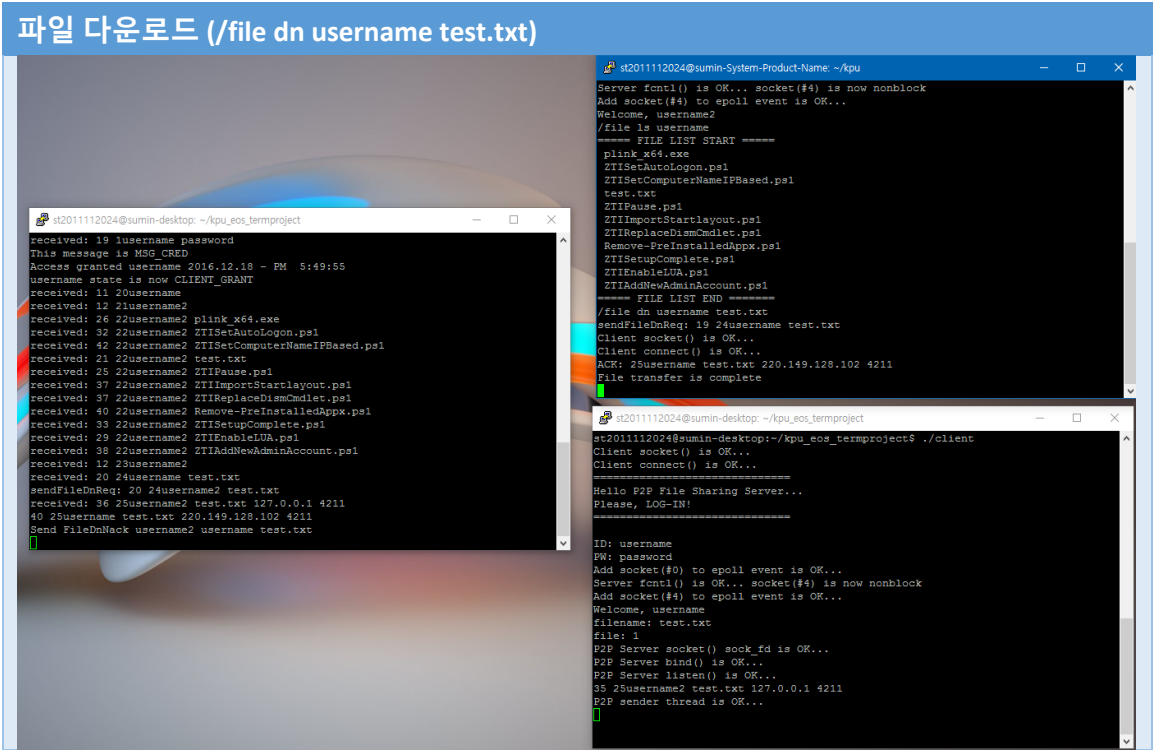 파일 다운로드 (/file dn username test.txt)
st2011112024@sumin-System-Product-Name: ~/kpu
Server fcntl() is OK... socket(#4) is now nonblock
Add socket(#4) to epoll event is OK...
Welcome, username2
/file ls username
===== FILE LIST START =====
plink_x64.exe
ZTISetAutoLogon.ps1
ZTISetComputerNameIPBased.ps1
test.txt
ZTIPause.ps1
ZTIImportStartlayout.ps1
ZTIReplaceDismCmdlet.ps1
Remove-PreInstalledAppx.ps1
ZTISetupComplete.ps1
ZTIEnableLUA.ps1
ZTIAddNewAdminAccount.ps1
===== FILE LIST END =======
/file dn username test.txt
sendFileDnReq: 19 24username test.txt
Client socket() is OK...
Client connect() is OK...
ACK: 25username test.txt 220.149.128.102 4211
File transfer is complete
st2011112024@sumin-desktop: ~/kpu_eos_termproject
received: 19 1username password
This message is MSG_CRED
Access granted username 2016.12.18 - PM  5:49:55
username state is now CLIENT_GRANT
received: 11 20username
received: 12 21username2
received: 26 22username2 plink_x64.exe
received: 32 22username2 ZTISetAutoLogon.ps1
received: 42 22username2 ZTISetComputerNameIPBased.ps1
received: 21 22username2 test.txt
received: 25 22username2 ZTIPause.ps1
received: 37 22username2 ZTIImportStartlayout.ps1
received: 37 22username2 ZTIReplaceDismCmdlet.ps1
received: 40 22username2 Remove-PreInstalledAppx.ps1
received: 33 22username2 ZTISetupComplete.ps1
received: 29 22username2 ZTIEnableLUA.ps1
received: 38 22username2 ZTIAddNewAdminAccount.ps1
received: 12 23username2
received: 20 24username test.txt
sendFileDnReq: 20 24username2 test.txt
received: 36 25username2 test.txt 127.0.0.1 4211
40 25username test.txt 220.149.128.102 4211
Send FileDnNack username2 username test.txt
st2011112024@sumin-desktop: ~/kpu_eos_termproject
st2011112024@sumin-desktop:~/kpu_eos_termproject$ ./client
Client socket() is OK...
Client connect() is OK...
==============================
Hello P2P File Sharing Server...
Please, LOG-IN!
==============================
ID: username
PW: password
Add socket(#0) to epoll event is OK...
Server fcntl() is OK... socket(#4) is now nonblock
Add socket(#4) to epoll event is OK...
Welcome, username
filename: test.txt
file: 1
P2P Server socket() sock_fd is OK...
P2P Server bind() is OK...
P2P Server listen() is OK...
35 25username2 test.txt 127.0.0.1 4211
P2P sender thread is OK...